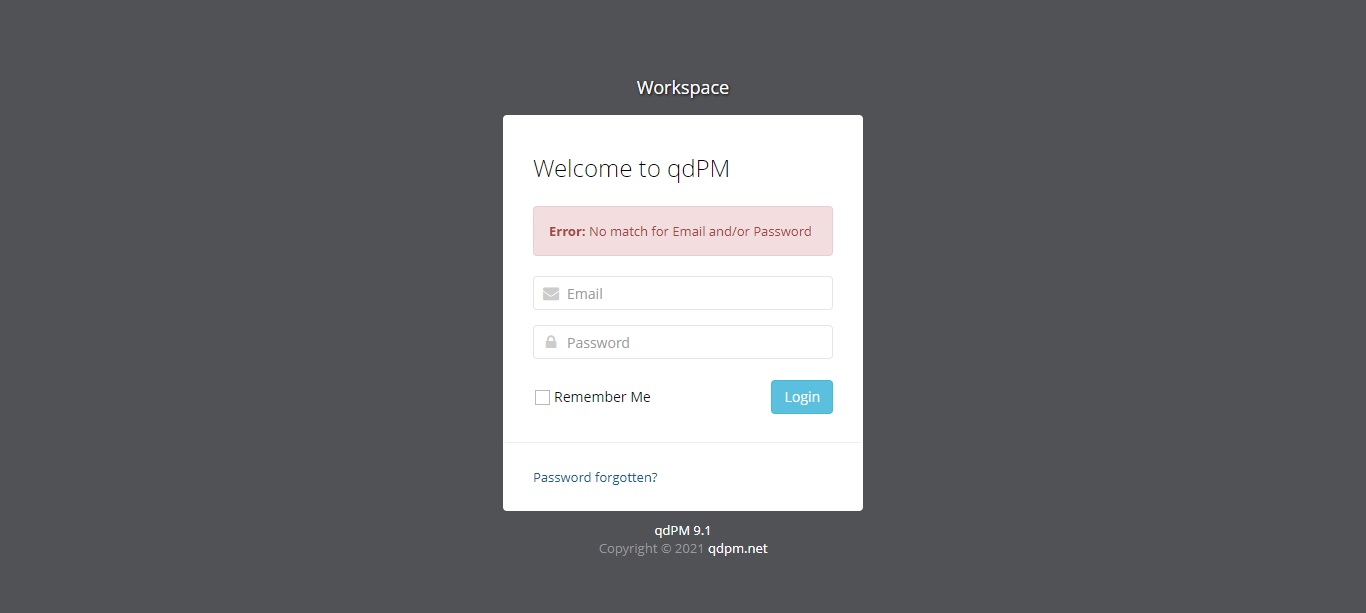 Workspace
Welcome to qdPM
Error: No match for Email and/or Password
Email
Password
Remember Me
Login
Password forgotten?
qdPM 9.1
Copyright © 2021 qdpm.net